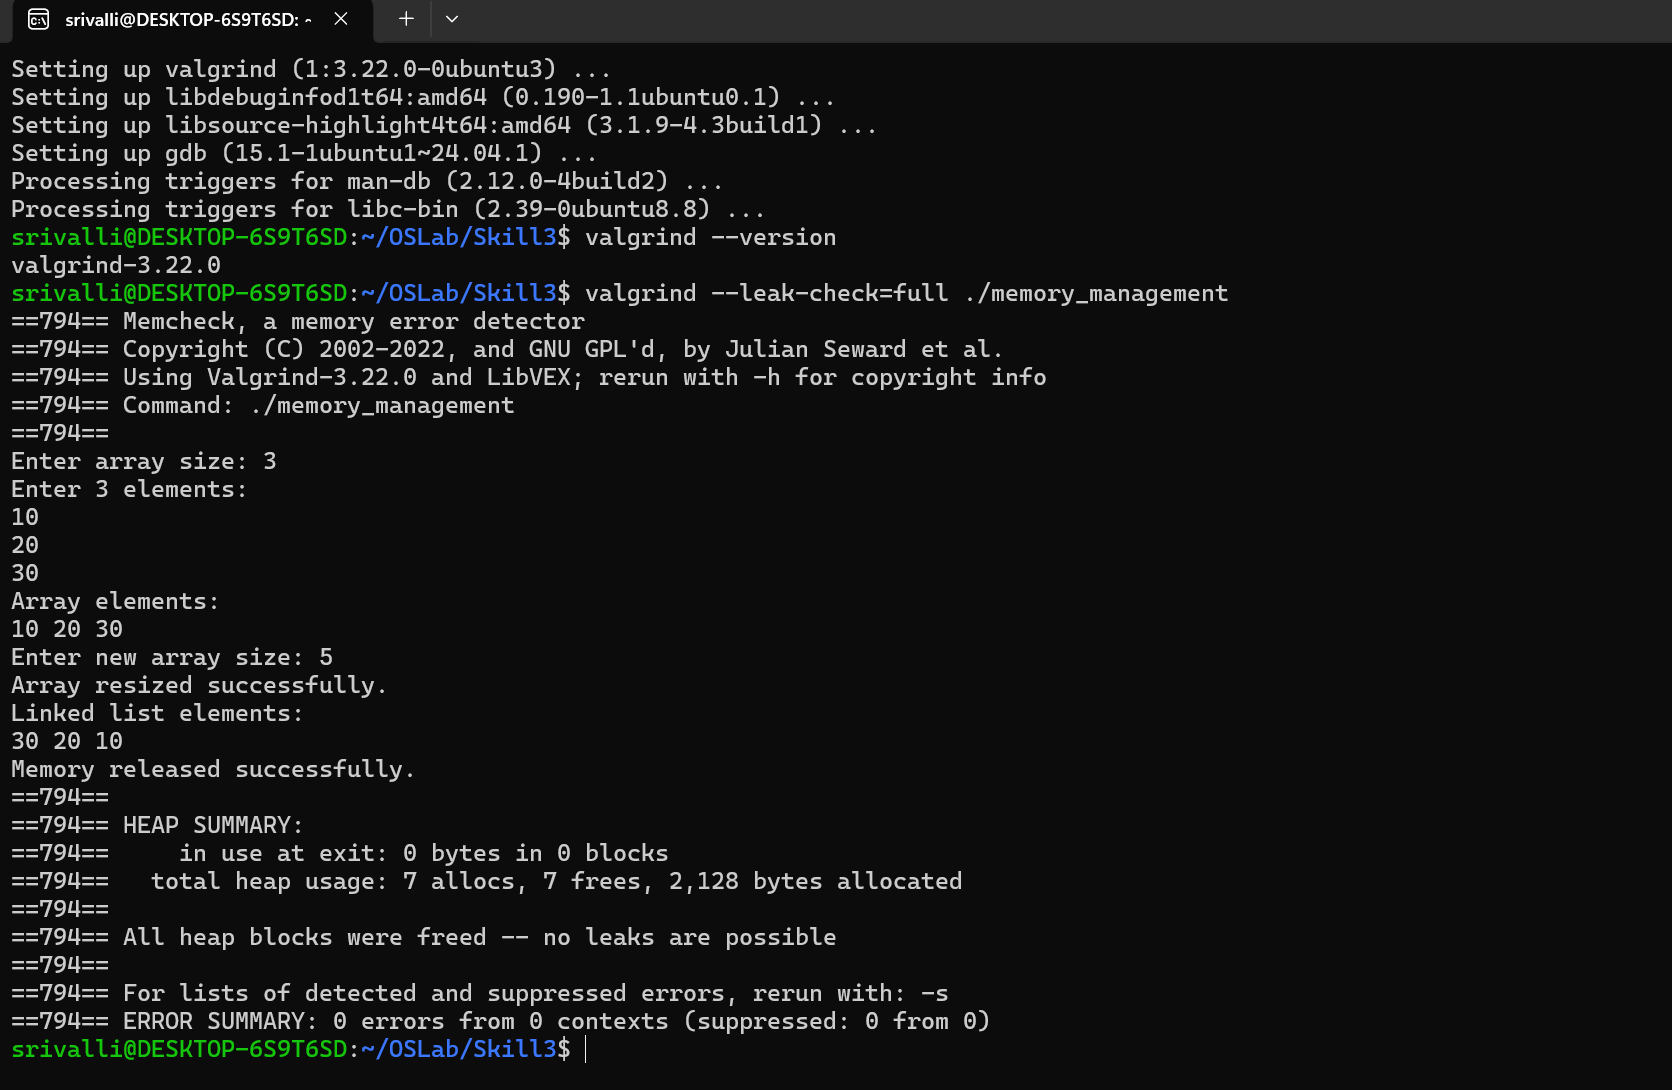 srivalli@DESKTOP-6S9T6SD: ~
Setting up valgrind (1:3.22.0-0ubuntu3) ...
Setting up libdebuginfod1t64:amd64 (0.190-1.1ubuntu0.1) ...
Setting up libsource-highlight4t64:amd64 (3.1.9-4.3build1) ...
Setting up gdb (15.1-1ubuntu1~24.04.1) ...
Processing triggers for man-db (2.12.0-4build2) ...
Processing triggers for libc-bin (2.39-0ubuntu8.8) ...
srivalli@DESKTOP-6S9T6SD:~/OSLab/Skill3$ valgrind --version
valgrind-3.22.0
srivalli@DESKTOP-6S9T6SD:~/OSLab/Skill3$ valgrind --leak-check=full ./memory_management
==794== Memcheck, a memory error detector
==794== Copyright (C) 2002-2022, and GNU GPL'd, by Julian Seward et al.
==794== Using Valgrind-3.22.0 and LibVEX; rerun with -h for copyright info
==794== Command: ./memory_management
==794==
Enter array size: 3
Enter 3 elements:
10
20
30
Array elements:
10 20 30
Enter new array size: 5
Array resized successfully.
Linked list elements:
30 20 10
Memory released successfully.
==794==
==794== HEAP SUMMARY:
==794==     in use at exit: 0 bytes in 0 blocks
==794==   total heap usage: 7 allocs, 7 frees, 2,128 bytes allocated
==794==
==794== All heap blocks were freed -- no leaks are possible
==794==
==794== For lists of detected and suppressed errors, rerun with: -s
==794== ERROR SUMMARY: 0 errors from 0 contexts (suppressed: 0 from 0)
srivalli@DESKTOP-6S9T6SD:~/OSLab/Skill3$